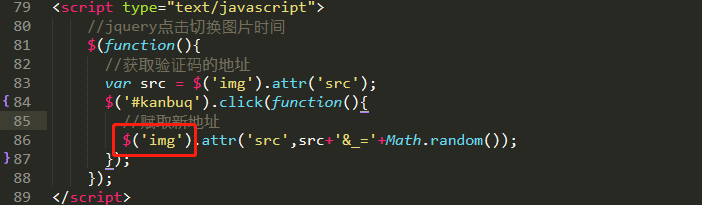 79 <script type="text/javascript">
80 //jquery点击切换图片时间
81 $(function(){
82 //获取验证码的地址
83 var src = $('img').attr('src');
{ 84 $('#kanbuq').click(function(){
85 //赋取新地址
86 $('img').attr('src',src+'&_='+Math.random());
} 87 });
88 });
89 </script>